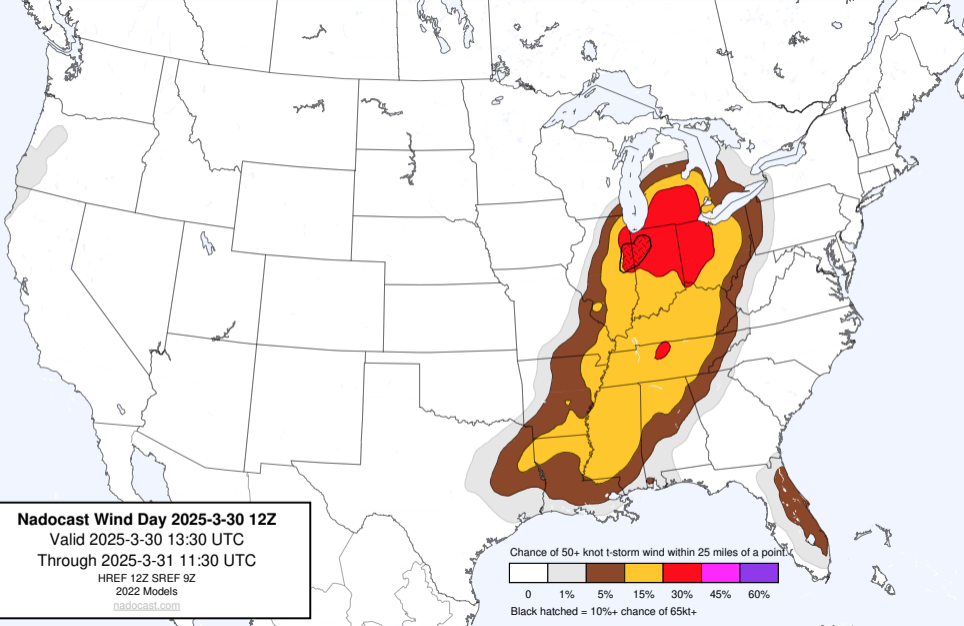 Nadocast Wind Day 2025-3-30 12Z
Valid 2025-3-30 13:30 UTC
Through 2025-3-31 11:30 UTC
HREF 12Z SREF 9Z
2022 Models
nadocast.com
Chance of 50+ knot t-storm wind within 25 miles of a point.
0 1% 5% 15% 30% 45% 60%
Black hatched = 10%+ chance of 65kt+